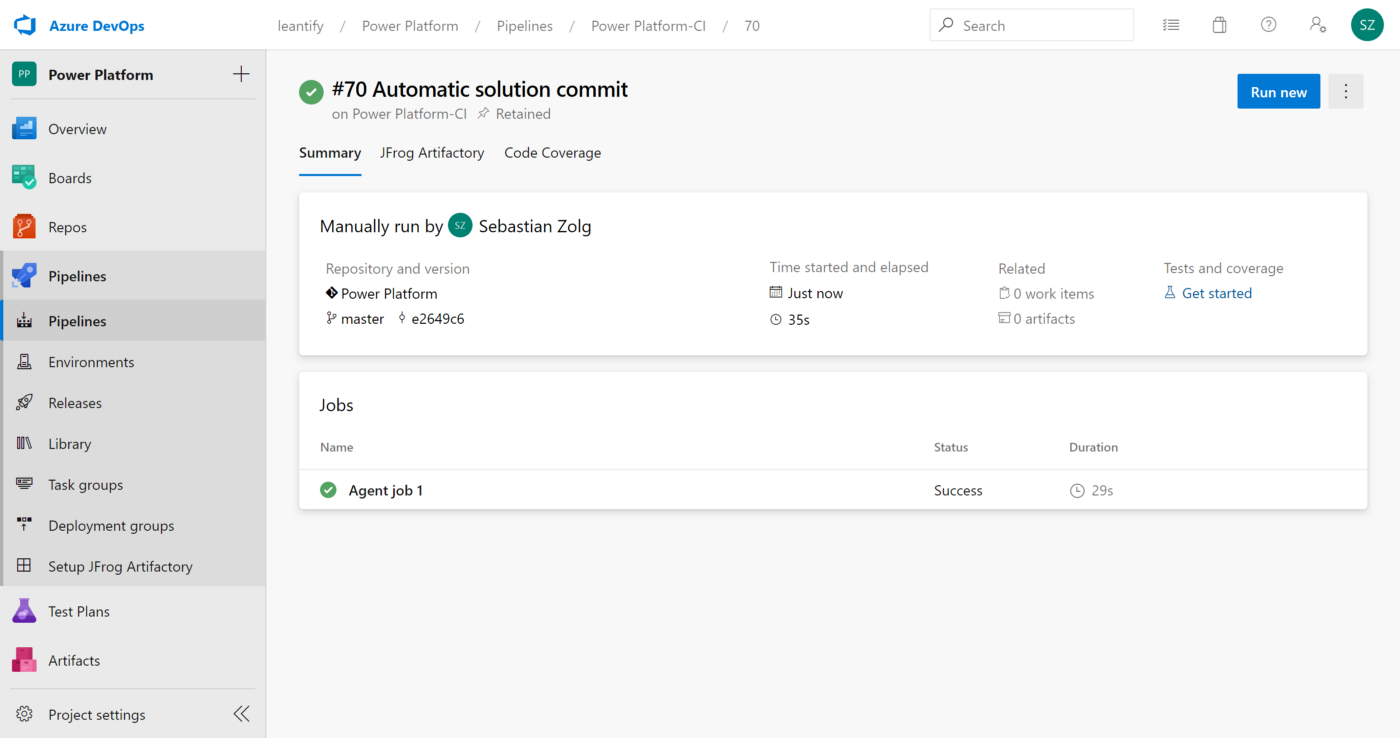 Azure DevOps
leantify / Power Platform / Pipelines / Power Platform-CI / 70
Search
SZ
PP Power Platform
Overview
Boards
Repos
Pipelines
Pipelines
Environments
Releases
Library
Task groups
Deployment groups
Setup JFrog Artifactory
Test Plans
Artifacts
Project settings
#70 Automatic solution commit
on Power Platform-CI Retained
Run new
Summary JFrog Artifactory Code Coverage
Manually run by SZ Sebastian Zolg
Repository and version
Power Platform
master e2649c6
Time started and elapsed
Just now
35s
Related
0 work items
0 artifacts
Tests and coverage
Get started
Jobs
Name Status Duration
Agent job 1 Success 29s